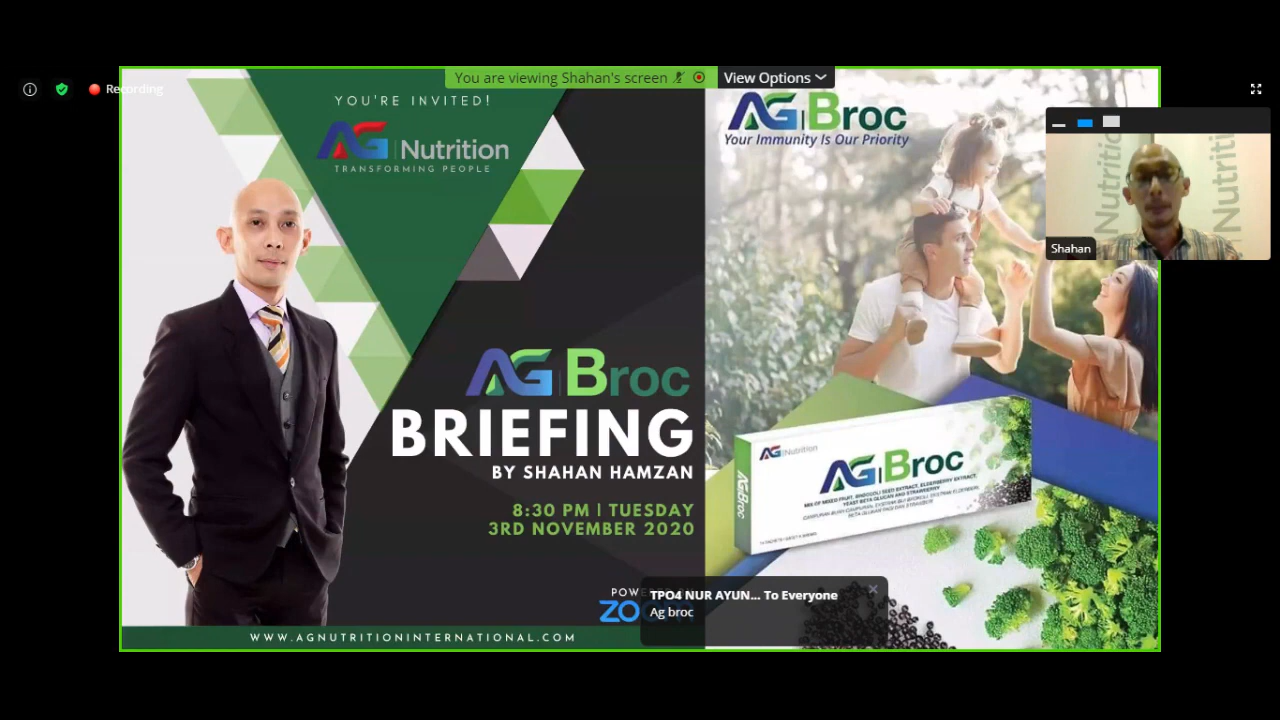 You are viewing Shahan's screen
View Options
Recording
YOU'RE INVITED!
AG|Nutrition
TRANSFORMING PEOPLE
AG|Broc
BRIEFING
BY SHAHAN HAMZAN
8:30 PM | TUESDAY
3RD NOVEMBER 2020
WWW.AGNUTRITIONINTERNATIONAL.COM
AG|Broc
Your Immunity Is Our Priority
Nutritio
Nutriti
Shahan
AG|Nutrition
AG|Broc
MIX OF MIXED FRUIT, BROCCOLI SEED EXTRACT, ELDERBERRY EXTRACT,
YEAST BETA GLUCAN AND STRAWBERRY
AG|Broc
TPO4 NUR AYUN... To Everyone
Ag broc